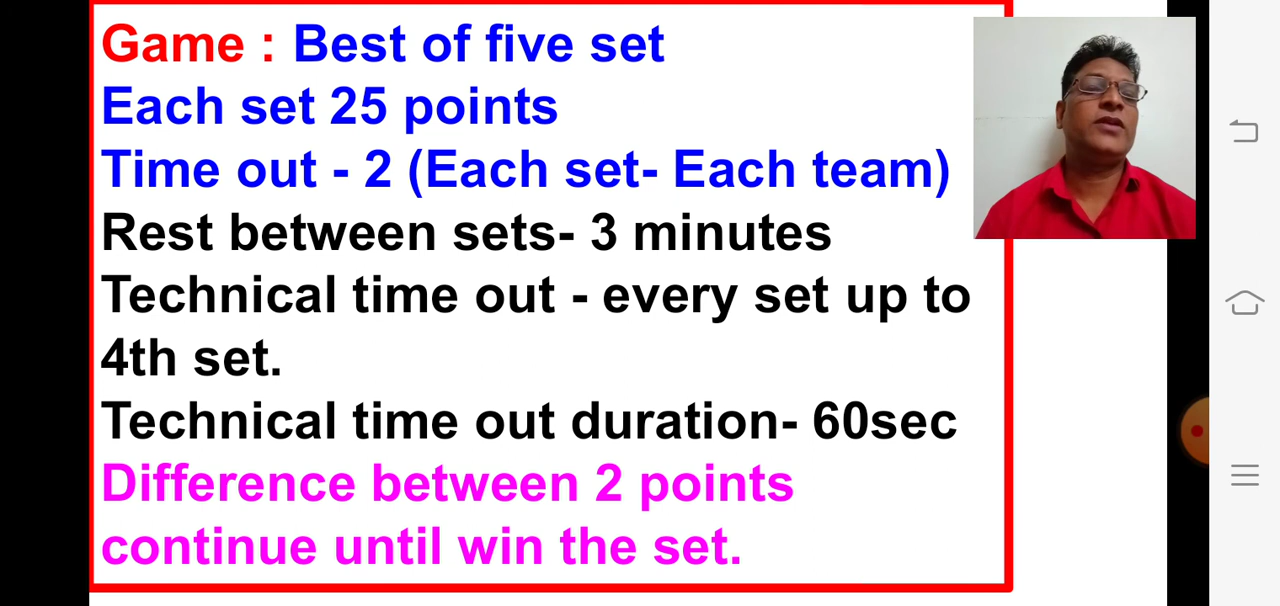 Game : Best of five set
Each set 25 points
Time out - 2 (Each set- Each team)
Rest between sets- 3 minutes
Technical time out - every set up to
4th set.
Technical time out duration- 60sec
Difference between 2 points
continue until win the set.